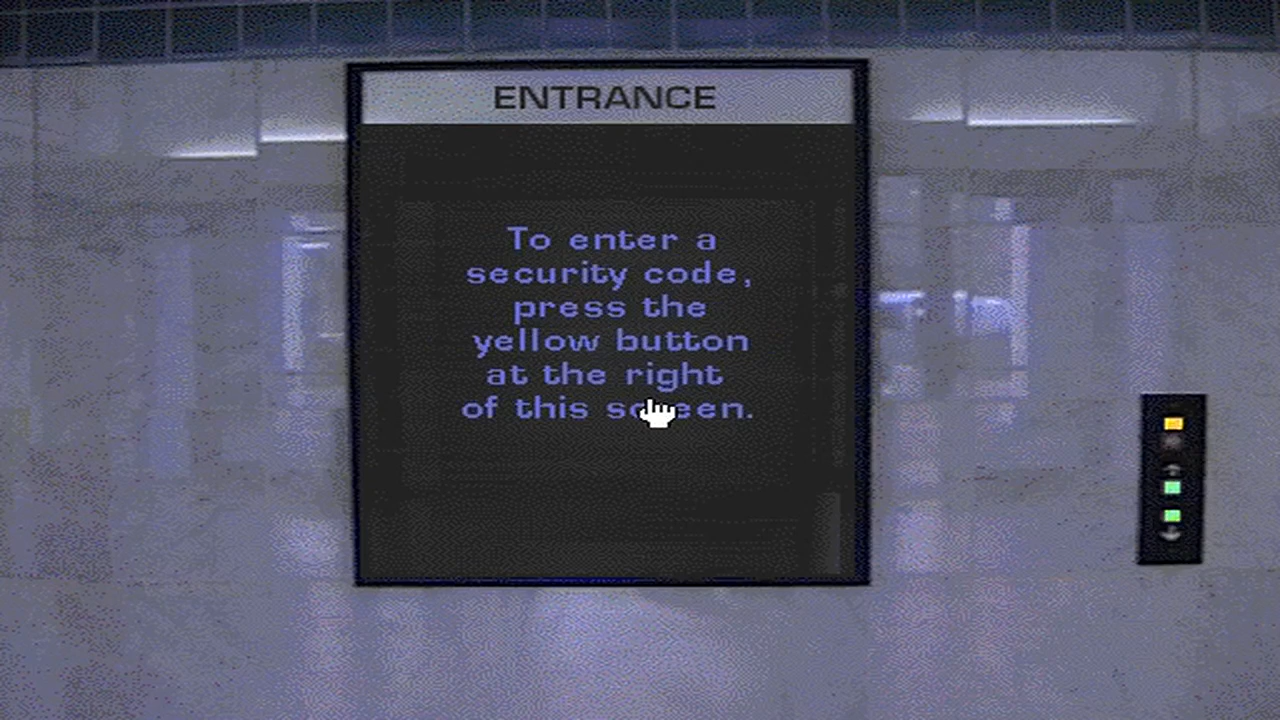 ENTRANCE
To enter a
security code,
press the
yellow button
at the right
of this screen.